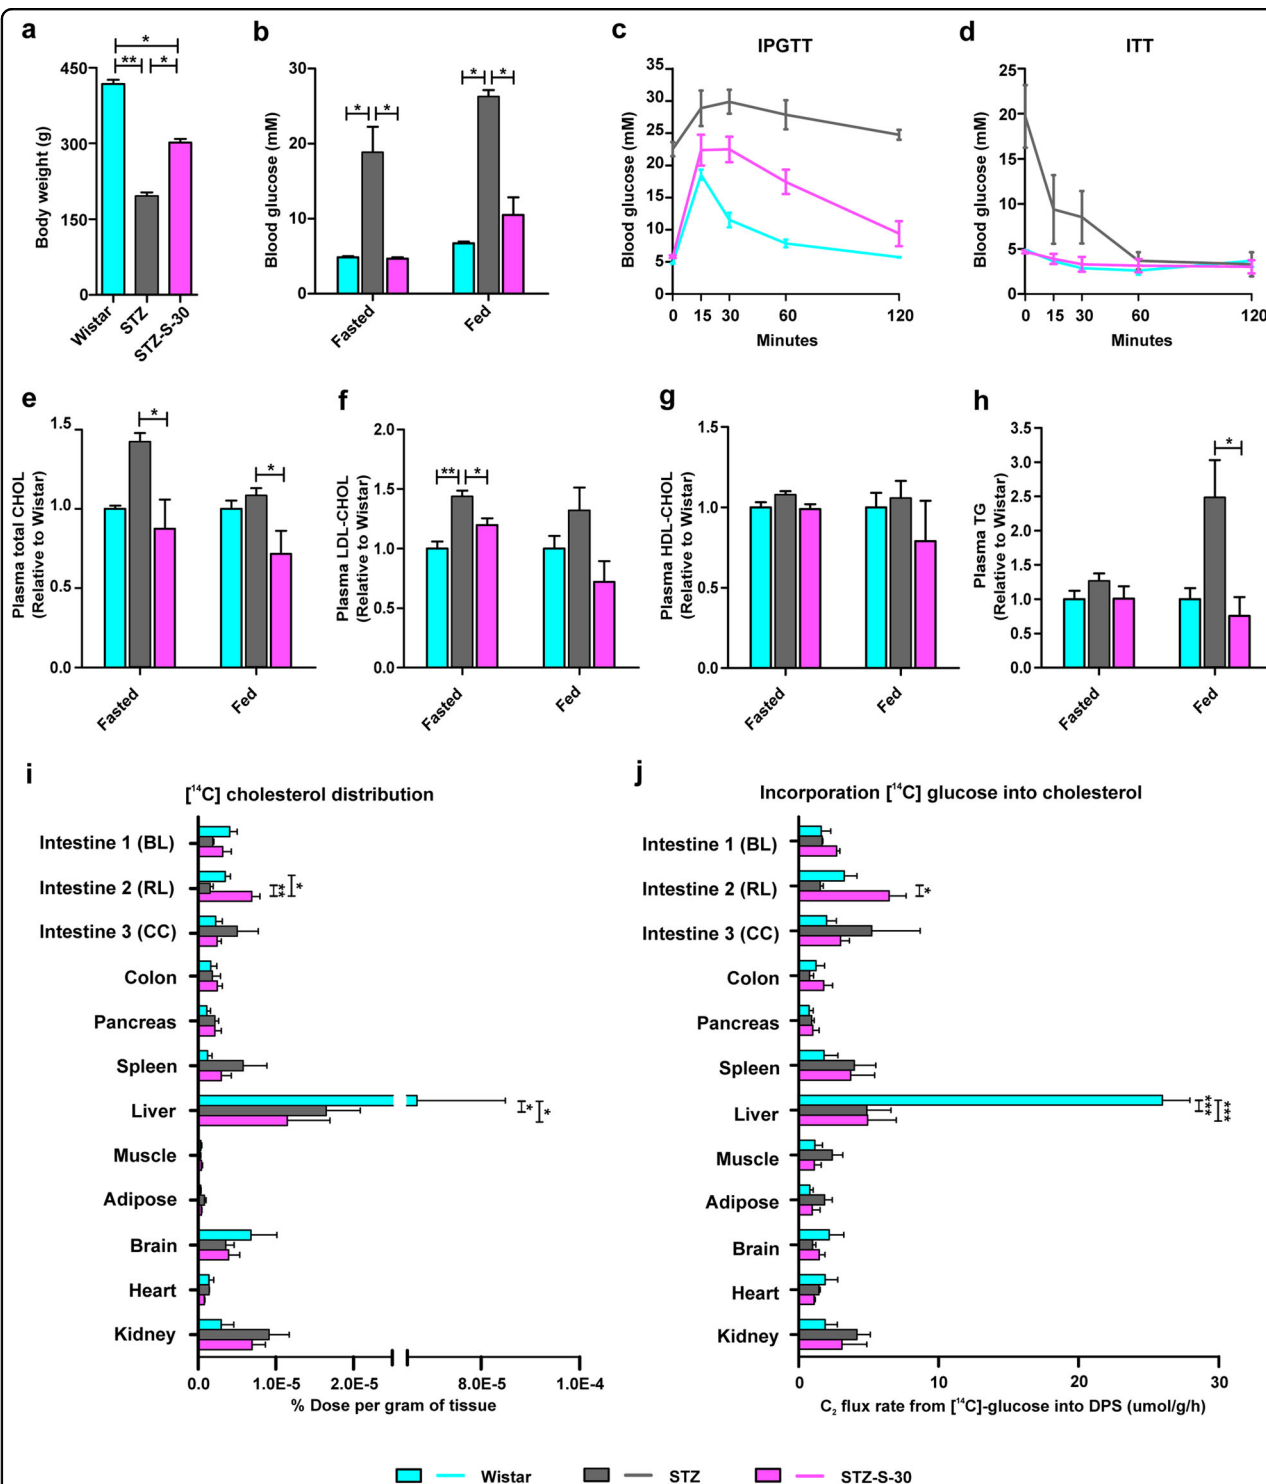 a
Body weight (g)
450
300
150
0
*
**
*
Wistar
STZ
STZ-S-30
b
Blood glucose (mM)
30
20
10
0
*
*
*
*
Fasted
Fed
c
IPGTT
Blood glucose (mM)
35
30
25
20
15
10
5
0
0 15 30 60 120
Minutes
d
ITT
Blood glucose (mM)
25
20
15
10
5
0
0 15 30 60 120
Minutes
e
Plasma total CHOL
(Relative to Wistar)
1.5
1.0
0.5
0.0
*
*
Fasted
Fed
f
Plasma LDL-CHOL
(Relative to Wistar)
2.0
1.5
1.0
0.5
0.0
**
*
Fasted
Fed
g
Plasma HDL-CHOL
(Relative to Wistar)
1.5
1.0
0.5
0.0
Fasted
Fed
h
Plasma TG
(Relative to Wistar)
3.5
3.0
2.5
2.0
1.5
1.0
0.5
0.0
*
Fasted
Fed
i
[¹⁴C] cholesterol distribution
Intestine 1 (BL)
Intestine 2 (RL)
**
*
Intestine 3 (CC)
Colon
Pancreas
Spleen
Liver
*
*
Muscle
Adipose
Brain
Heart
Kidney
0.0 1.0E-5 2.0E-5 8.0E-5 1.0E-4
% Dose per gram of tissue
j
Incorporation [¹⁴C] glucose into cholesterol
Intestine 1 (BL)
Intestine 2 (RL)
*
Intestine 3 (CC)
Colon
Pancreas
Spleen
Liver
***
***
Muscle
Adipose
Brain
Heart
Kidney
0 10 20 30
C₂ flux rate from [¹⁴C]-glucose into DPS (umol/g/h)
Wistar STZ STZ-S-30